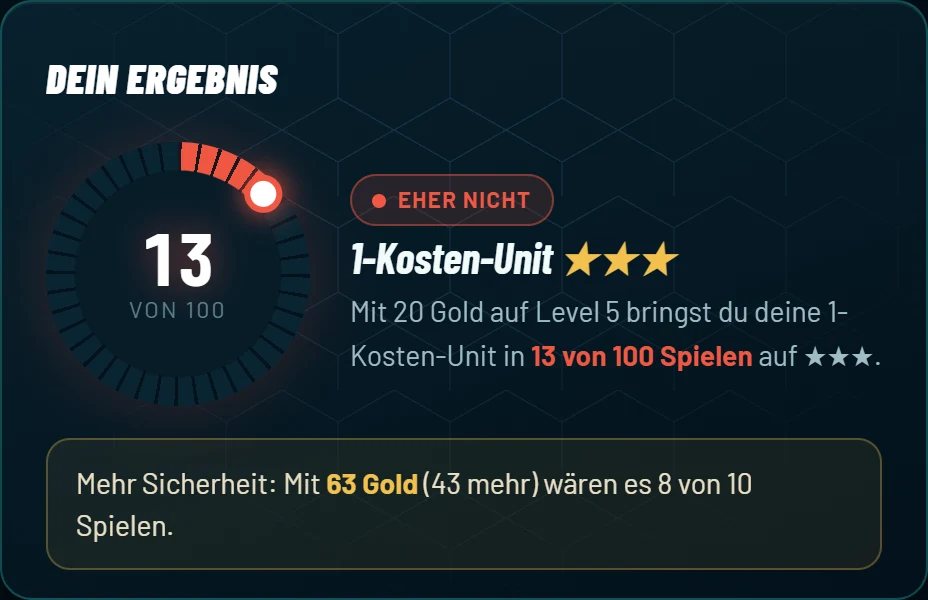 DEIN ERGEBNIS
13
VON 100
EHER NICHT
1-Kosten-Unit ★★★
Mit 20 Gold auf Level 5 bringst du deine 1-
Kosten-Unit in 13 von 100 Spielen auf ★★★.
Mehr Sicherheit: Mit 63 Gold (43 mehr) wären es 8 von 10
Spielen.